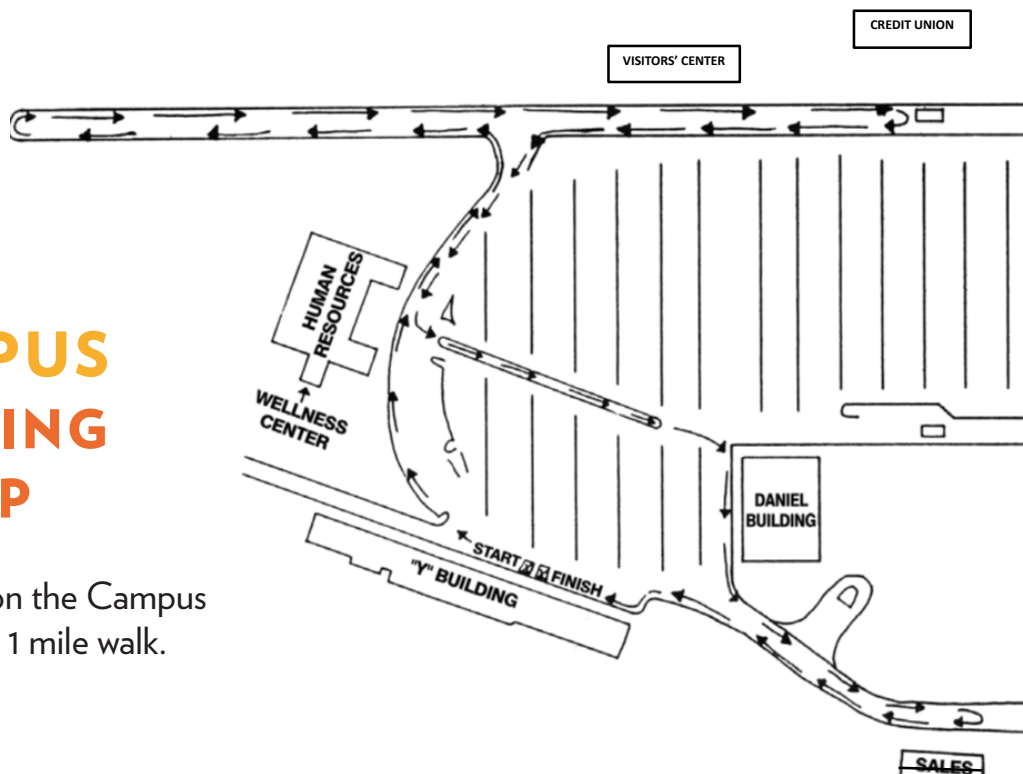 CREDIT UNION
VISITORS' CENTER
HUMAN
RESOURCES
WELLNESS
CENTER
PUS
ING
P
on the Campus
1 mile walk.
DANIEL
BUILDING
START FINISH
"Y" BUILDING
SALES